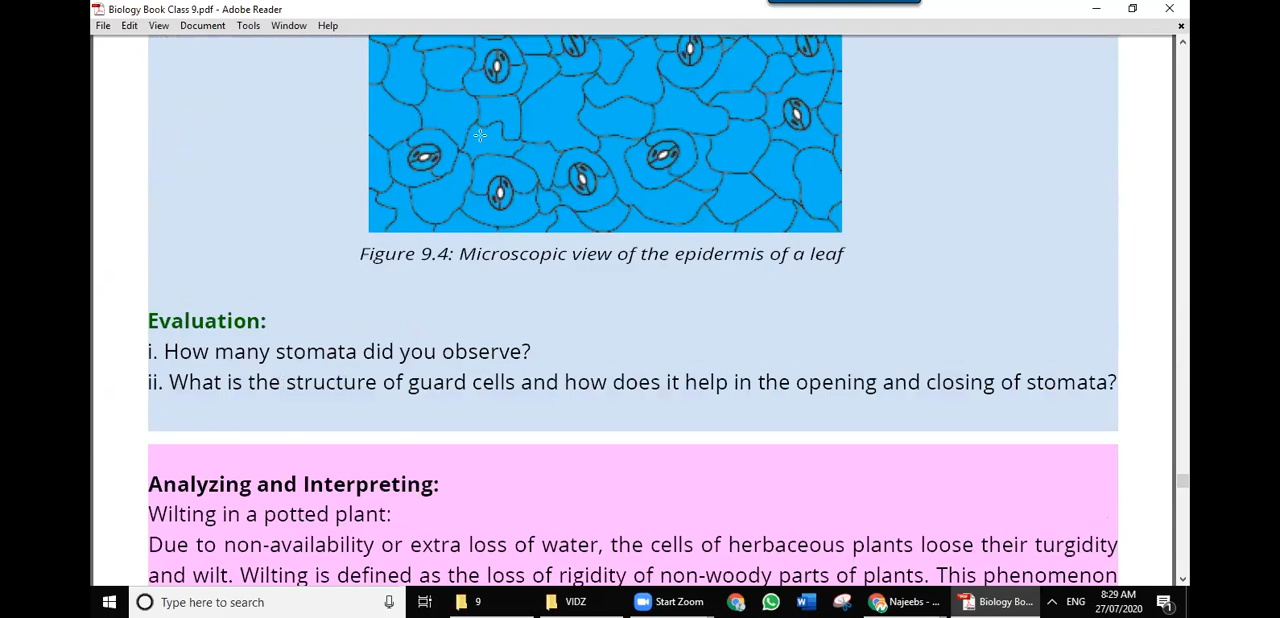 Biology Book Class 9.pdf - Adobe Reader
File Edit View Document Tools Window Help
Figure 9.4: Microscopic view of the epidermis of a leaf
Evaluation:
i. How many stomata did you observe?
ii. What is the structure of guard cells and how does it help in the opening and closing of stomata?
Analyzing and Interpreting:
Wilting in a potted plant:
Due to non-availability or extra loss of water, the cells of herbaceous plants loose their turgidity
and wilt. Wilting is defined as the loss of rigidity of non-woody parts of plants. This phenomenon
Type here to search 9 VIDZ Start Zoom Najeebs - ... Biology Bo... ENG 8:29 AM
27/07/2020 1